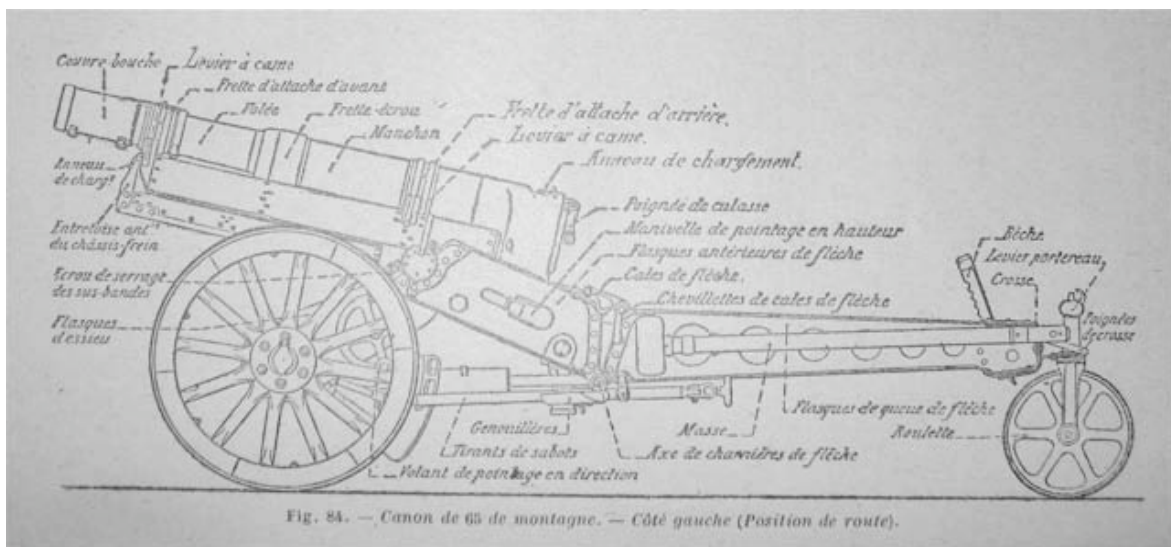 Couvre bouche
Levier à came
Frette d'attache d'avant
Volée
Frette-écrou
Manchon
Frette d'attache d'arrière.
Levier à came.
Anneau de chargement.
Anneau
de chargt
Entretoise antre
du châssis-frein
Ecrou de serrage
des sus-bandes
Flasques
d'essieu
Poignée de culasse
Manivelle de pointage en hauteur
Flasques antérieures de flèche
Cales de flèche.
Chevillettes de cales de flèche
Bêche
Levier portereau,
Crosse
Poignées
de crosse
Flasques de queue de flèche
Roulette
Genouillères
Masse
Tirants de sabots
Axe de charnières de flèche
Volant de pointage en direction
Fig. 84. — Canon de 65 de montagne. — Côté gauche (Position de route).